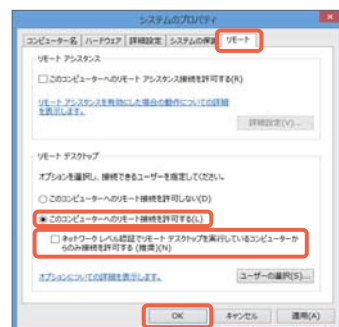 システムのプロパティ
コンピューター名 ハードウェア 詳細設定 システムの保護 リモート
リモート アシスタンス
このコンピューターへのリモート アシスタンス接続を許可する(R)
リモート アシスタンスを有効にした場合の動作についての詳細
を表示します。
詳細設定(V)...
リモート デスクトップ
オプションを選択し、接続できるユーザーを指定してください。
このコンピューターへのリモート接続を許可しない(D)
このコンピューターへのリモート接続を許可する(L)
ネットワーク レベル認証でリモート デスクトップを実行しているコンピューターか
らのみ接続を許可する (推奨)(N)
オプションについての詳細を表示します。
ユーザーの選択(S)...
OK キャンセル 適用(A)